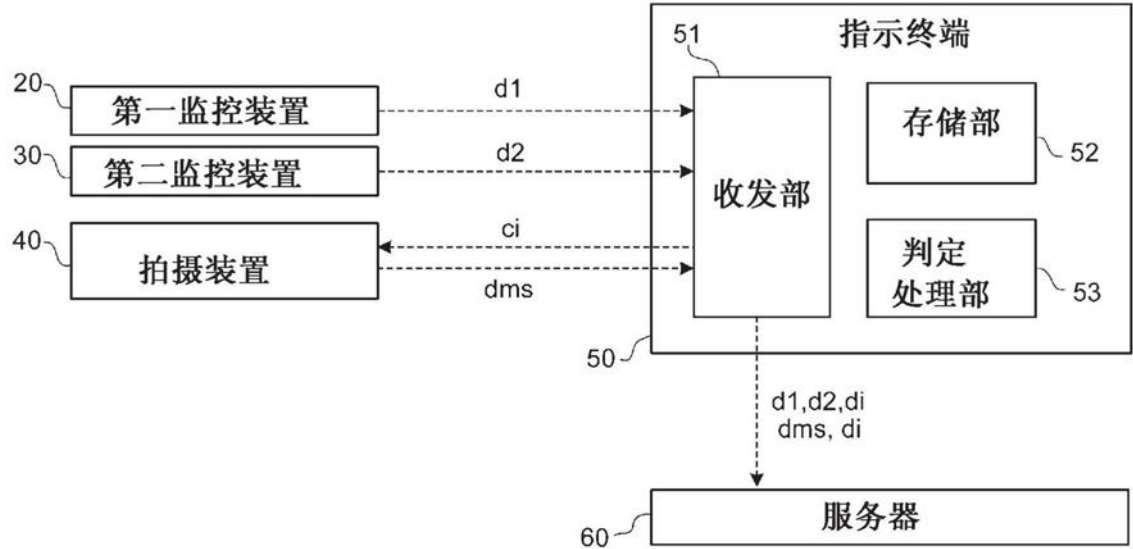 指示终端
51
20
第一监控装置
d1
存储部
52
30
第二监控装置
d2
收发部
40
拍摄装置
ci
dms
判定
处理部
53
50
d1,d2,di
dms, di
服务器
60